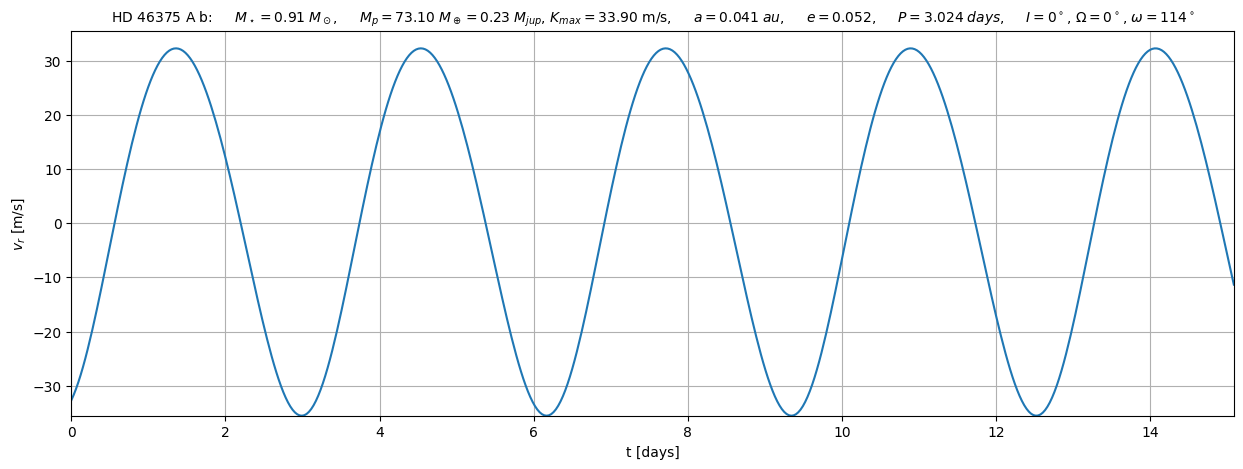 HD 46375 A b: M⋆ = 0.91 M⊙, Mp = 73.10 M⊕ = 0.23 Mjup, Kmax = 33.90 m/s, a = 0.041 au, e = 0.052, P = 3.024 days, I = 0°, Ω = 0°, ω = 114°
30
20
10
0
−10
−20
−30
vr [m/s]
0 2 4 6 8 10 12 14
t [days]